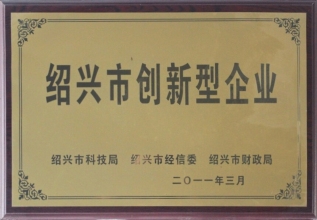 绍兴市创新型企业
绍兴市科技局 绍兴市经信委 绍兴市财政局
二〇一一年三月